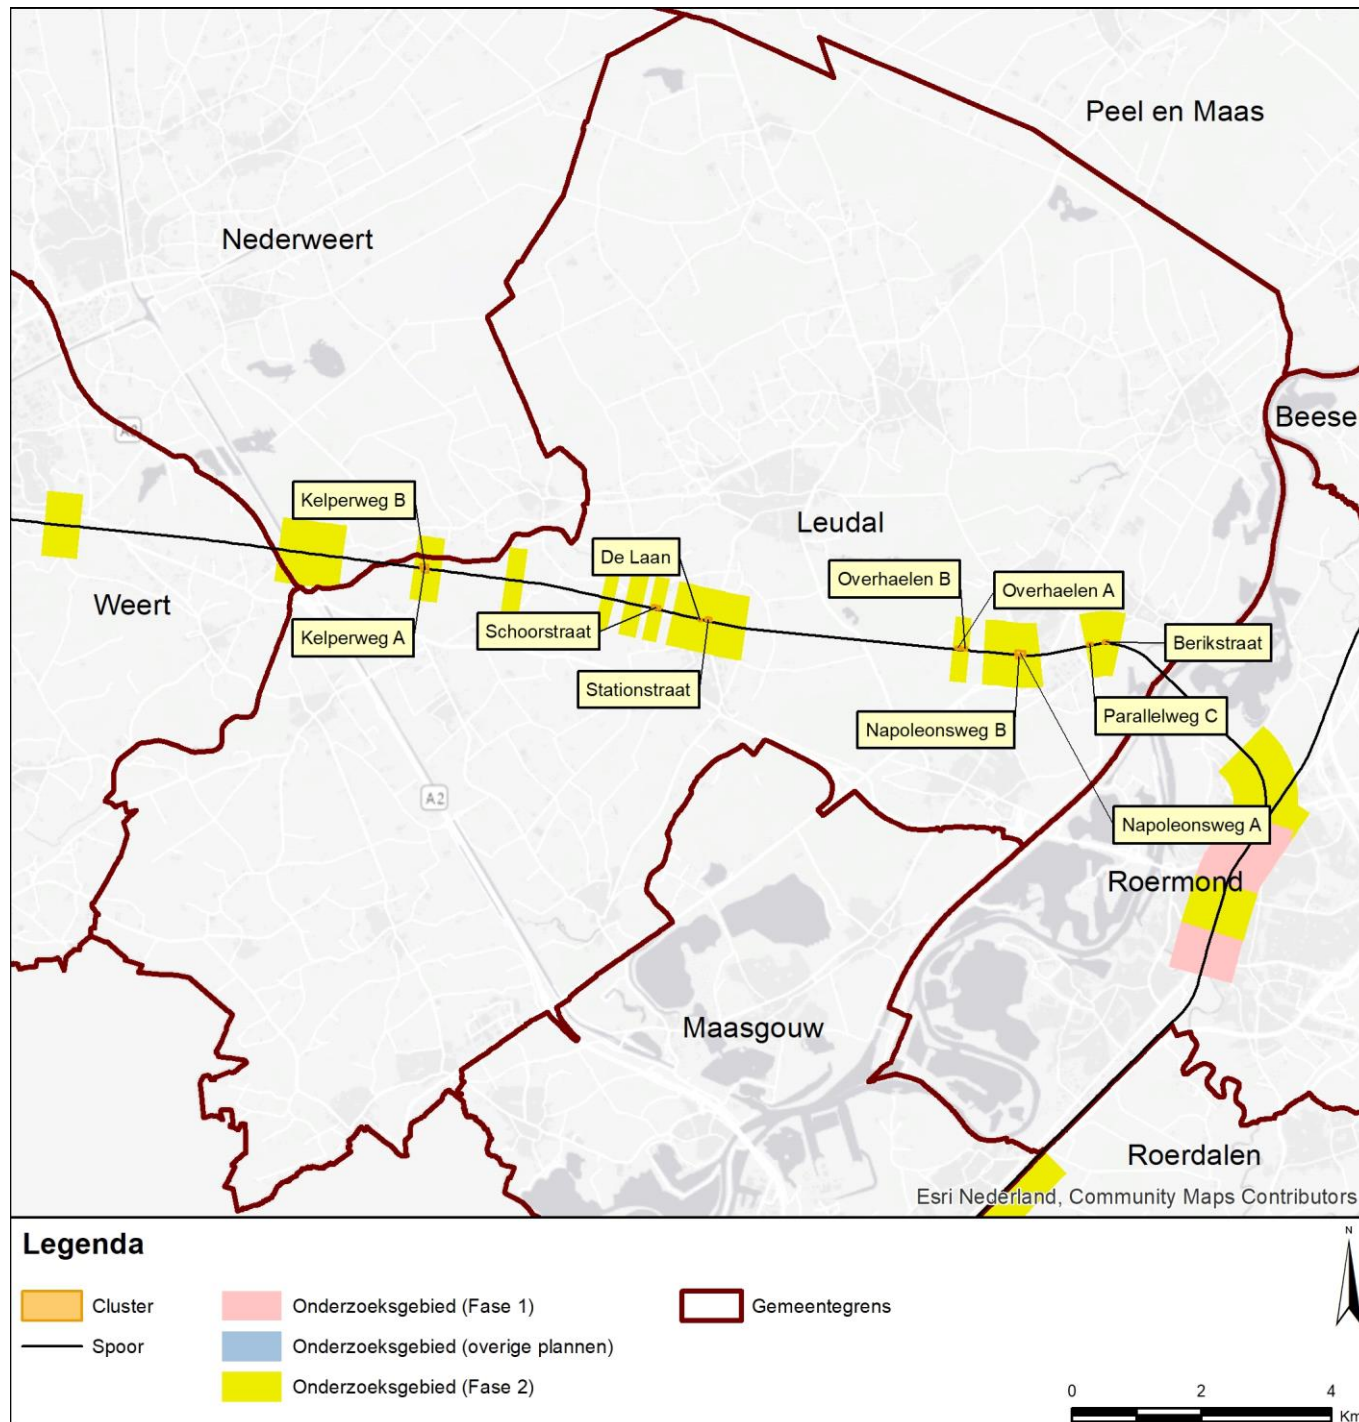 Peel en Maas
Nederweert
Beese
A2
Kelperweg B
Leudal
De Laan
Overhaelen B
Overhaelen A
Weert
Kelperweg A
Schoorstraat
Berikstraat
Stationstraat
Parallelweg C
Napoleonsweg B
A2
Napoleonsweg A
Roermond
Maasgouw
Roerdalen
Esri Nederland, Community Maps Contributors
Legenda
N
Cluster
Onderzoeksgebied (Fase 1)
Gemeentegrens
Spoor
Onderzoeksgebied (overige plannen)
Onderzoeksgebied (Fase 2)
0 2 4
Km